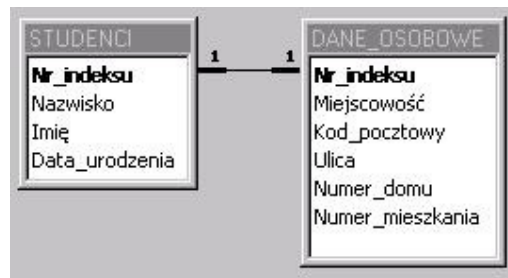 STUDENCI
Nr_indeksu
Nazwisko
Imię
Data_urodzenia
1 1
DANE_OSOBOWE
Nr_indeksu
Miejscowość
Kod_pocztowy
Ulica
Numer_domu
Numer_mieszkania